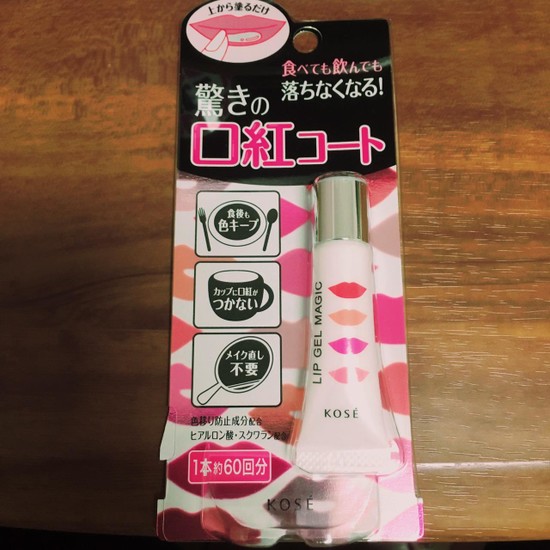 上から塗るだけ
食べても飲んでも
落ちなくなる!
驚きの
口紅コート
食後も
色キープ
カップに口紅が
つかない
メイク直し
不要
LIP GEL MAGIC
KOSÉ
色移り防止成分配合
ヒアルロン酸・スクワラン配合
1本約60回分
KOSÉ